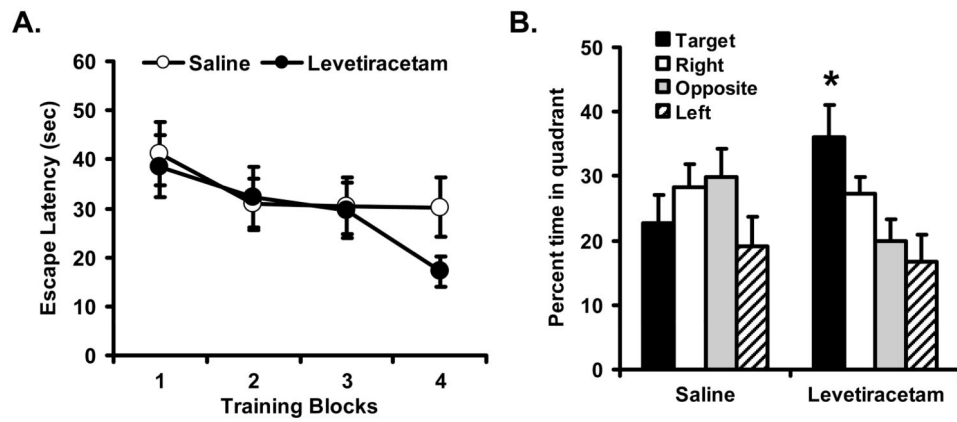 A.
Saline Levetiracetam
Escape Latency (sec)
60
50
40
30
20
10
0
1 2 3 4
Training Blocks
B.
Target
Right
Opposite
Left
*
Percent time in quadrant
50
40
30
20
10
0
Saline Levetiracetam